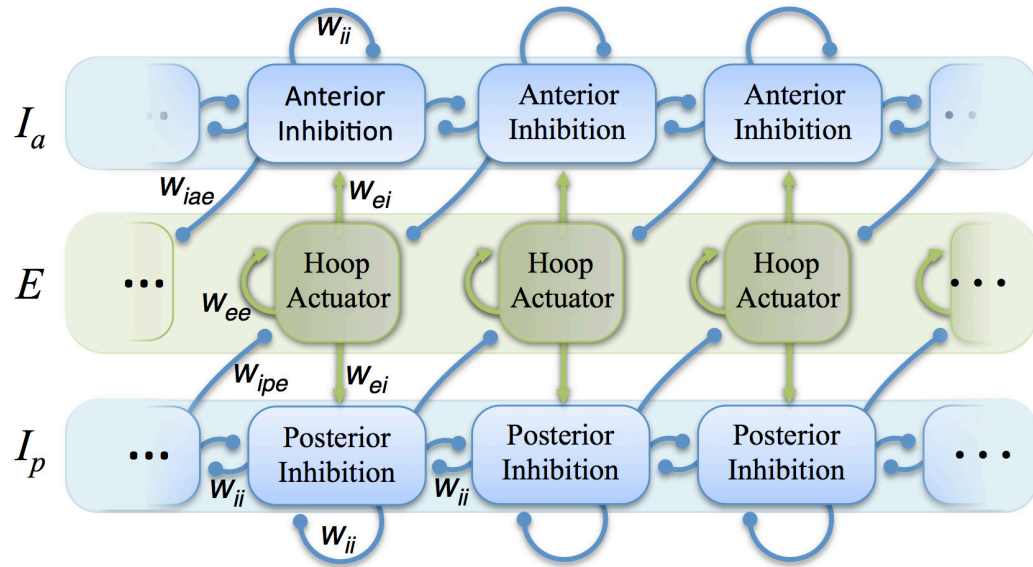 w_ii
I_a
..
Anterior
Inhibition
Anterior
Inhibition
Anterior
Inhibition
..
w_iae
w_ei
E
...
Hoop
Actuator
Hoop
Actuator
Hoop
Actuator
...
w_ee
w_ipe
w_ei
I_p
...
Posterior
Inhibition
Posterior
Inhibition
Posterior
Inhibition
...
w_ii
w_ii
w_ii